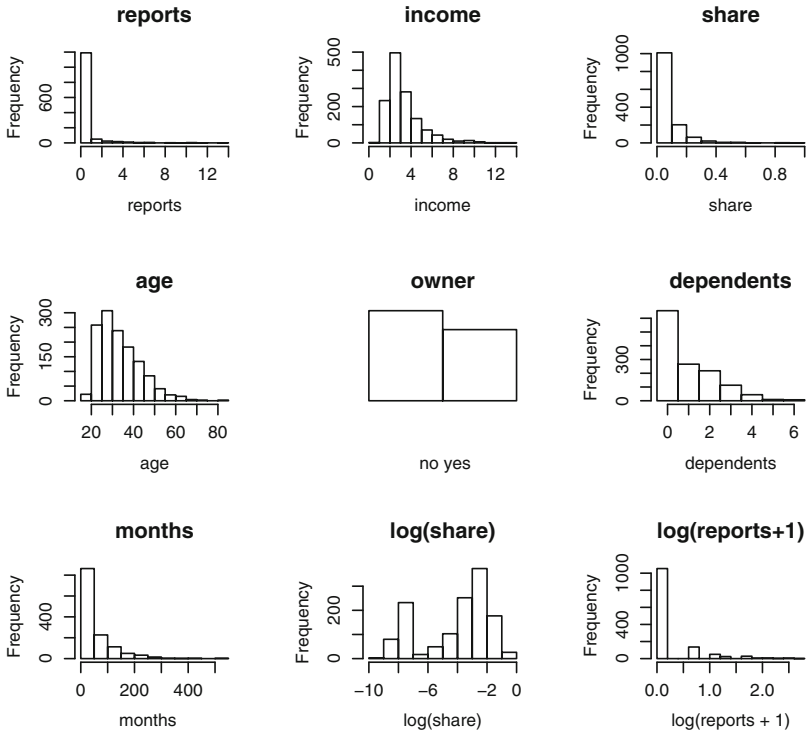 reports
Frequency
0 600
0 4 8 12
reports
income
Frequency
0 200 500
0 4 8 12
income
share
Frequency
0 400 1000
0.0 0.4 0.8
share
age
Frequency
0 150 300
20 40 60 80
age
owner
no yes
dependents
Frequency
0 300
0 2 4 6
dependents
months
Frequency
0 400
0 200 400
months
log(share)
Frequency
0 200
−10 −6 −2 0
log(share)
log(reports+1)
Frequency
0 400 1000
0.0 1.0 2.0
log(reports + 1)